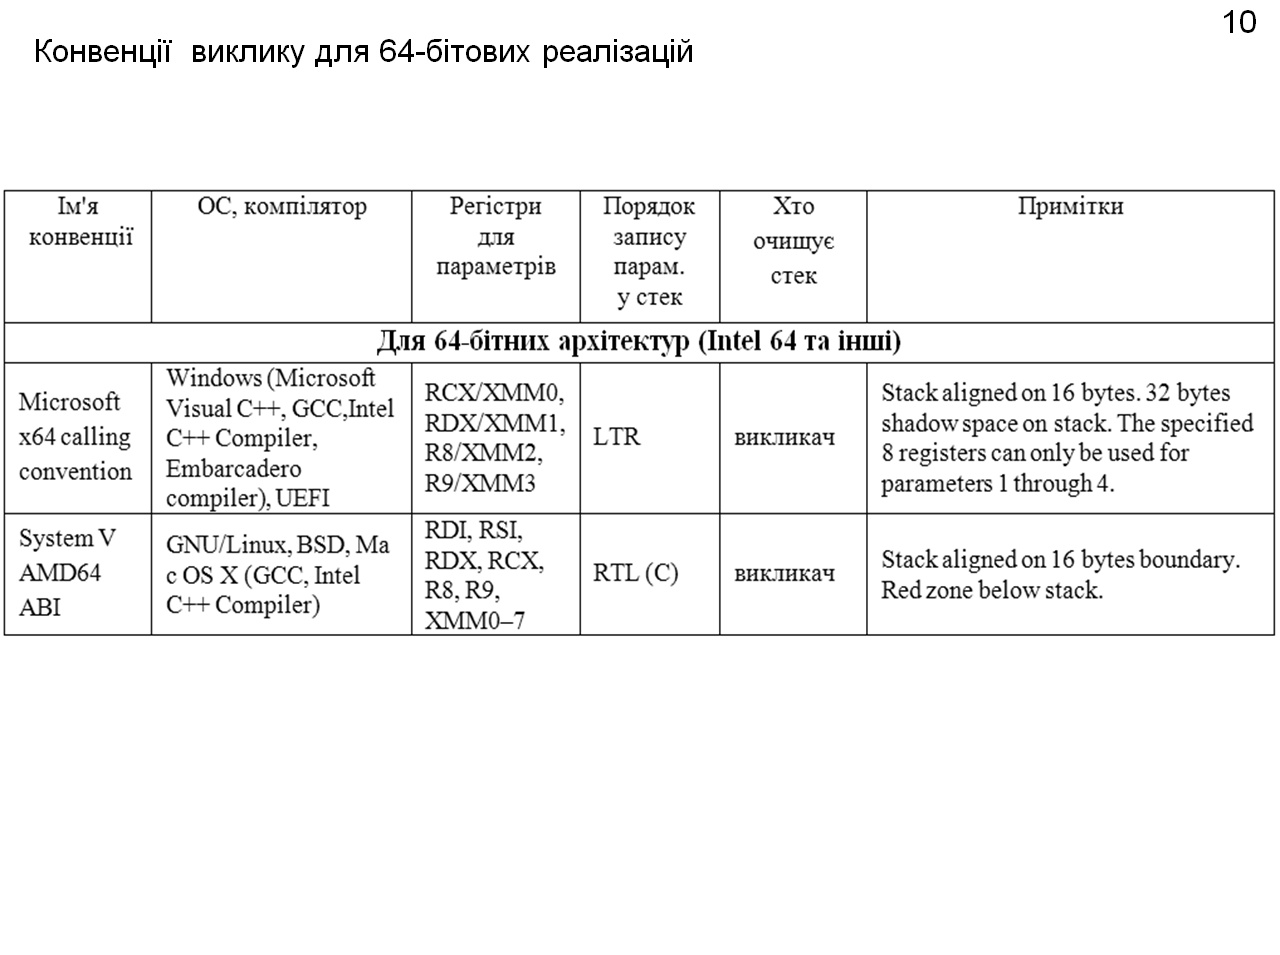 10
Конвенції виклику для 64-бітових реалізацій
Ім'я
конвенції
ОС, компілятор
Регістри
для
параметрів
Порядок
запису
парам.
у стек
Хто
очищує
стек
Примітки
Для 64-бітних архітектур (Intel 64 та інші)
Microsoft
x64 calling
convention
Windows (Microsoft
Visual C++, GCC,Intel
C++ Compiler,
Embarcadero
compiler), UEFI
RCX/XMM0,
RDX/XMM1,
R8/XMM2,
R9/XMM3
LTR
викликач
Stack aligned on 16 bytes. 32 bytes
shadow space on stack. The specified
8 registers can only be used for
parameters 1 through 4.
System V
AMD64
ABI
GNU/Linux, BSD, Ma
c OS X (GCC, Intel
C++ Compiler)
RDI, RSI,
RDX, RCX,
R8, R9,
XMM0–7
RTL (C)
викликач
Stack aligned on 16 bytes boundary.
Red zone below stack.